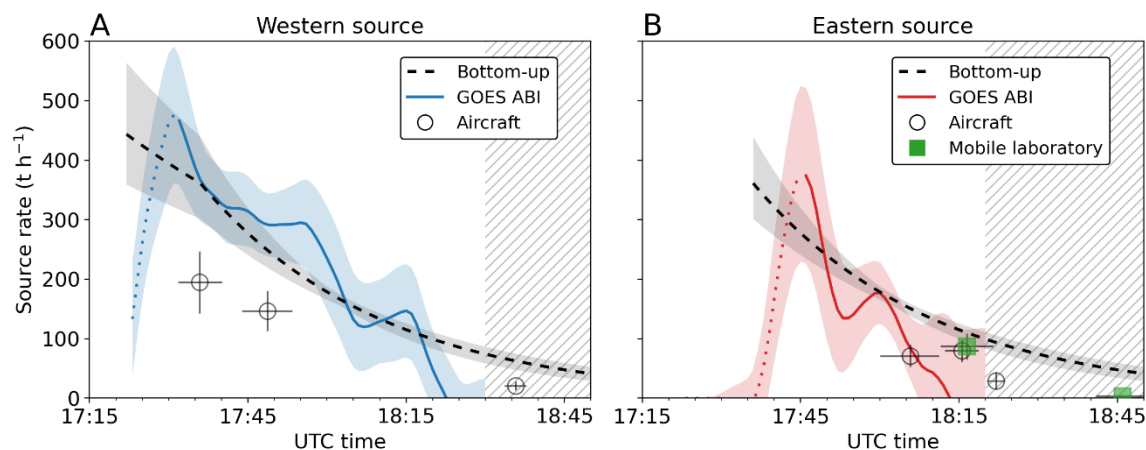 A
Western source
Source rate (t h⁻¹)
600
500
400
300
200
100
0
Bottom-up
GOES ABI
Aircraft
17:15
17:45
18:15
18:45
UTC time
B
Eastern source
Bottom-up
GOES ABI
Aircraft
Mobile laboratory
17:15
17:45
18:15
18:45
UTC time